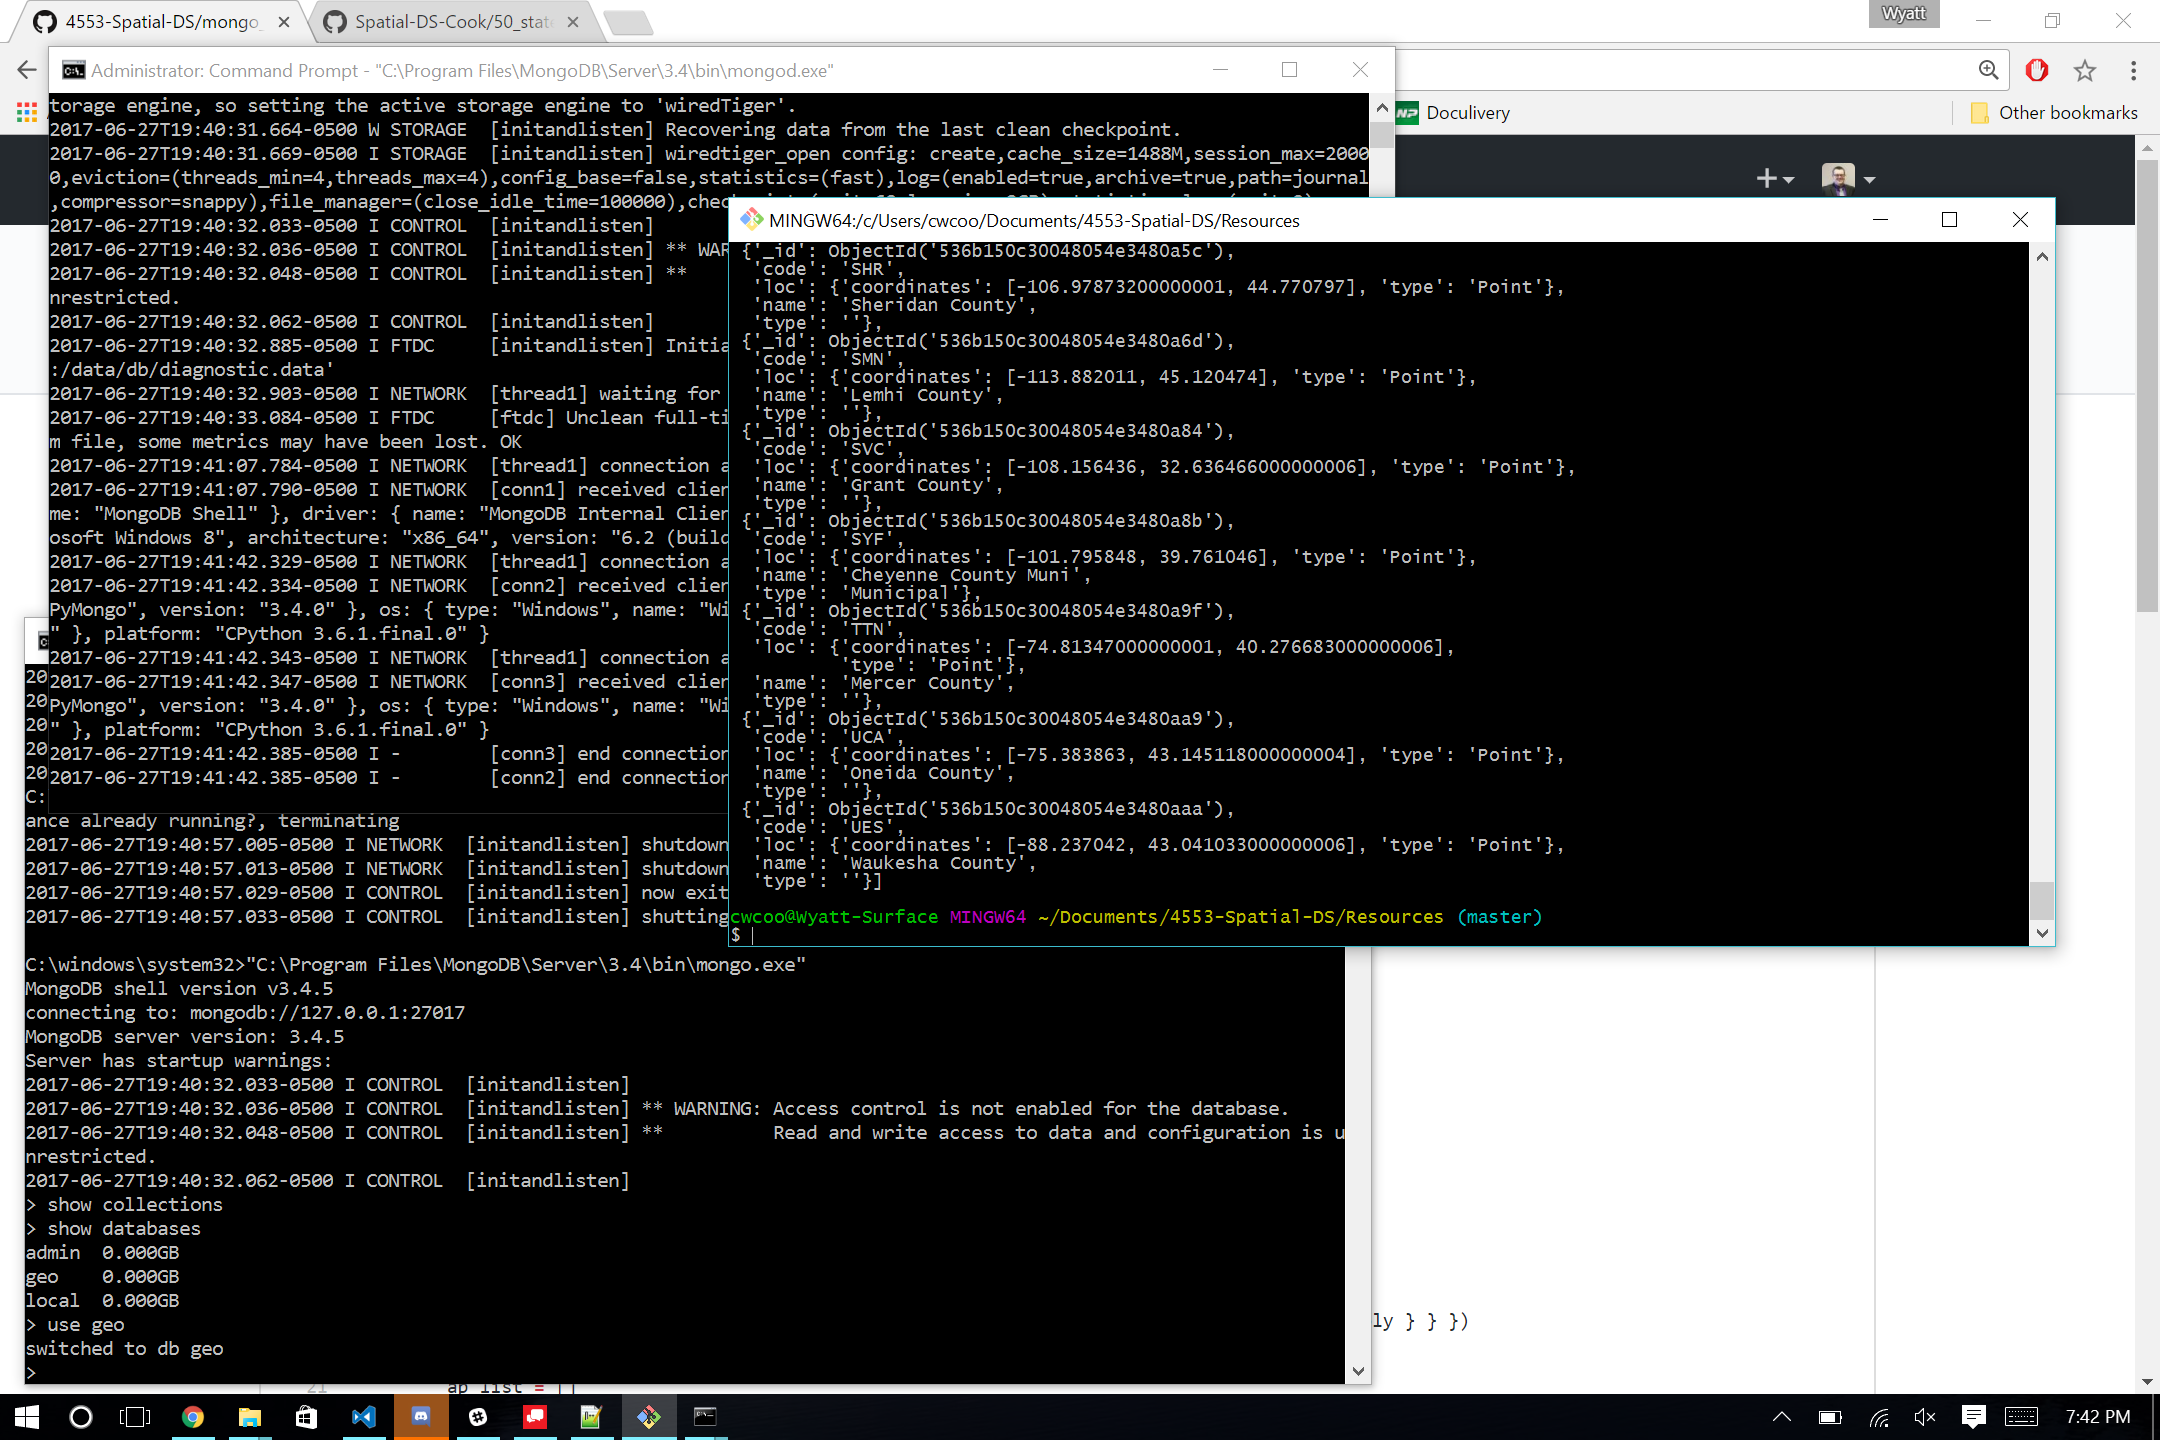 4553-Spatial-DS/mongo_
Spatial-DS-Cook/50_state
Wyatt
Administrator: Command Prompt - "C:\Program Files\MongoDB\Server\3.4\bin\mongod.exe"
Doculivery
Other bookmarks
torage engine, so setting the active storage engine to 'wiredTiger'.
2017-06-27T19:40:31.664-0500 W STORAGE  [initandlisten] Recovering data from the last clean checkpoint.
2017-06-27T19:40:31.669-0500 I STORAGE  [initandlisten] wiredtiger_open config: create,cache_size=1488M,session_max=2000
0,eviction=(threads_min=4,threads_max=4),config_base=false,statistics=(fast),log=(enabled=true,archive=true,path=journal
,compressor=snappy),file_manager=(close_idle_time=100000),
2017-06-27T19:40:32.033-0500 I CONTROL  [initandlisten]
2017-06-27T19:40:32.036-0500 I CONTROL  [initandlisten] ** WAR
2017-06-27T19:40:32.048-0500 I CONTROL  [initandlisten] **
nrestricted.
2017-06-27T19:40:32.062-0500 I CONTROL  [initandlisten]
2017-06-27T19:40:32.885-0500 I FTDC     [initandlisten] Initia
:/data/db/diagnostic.data'
2017-06-27T19:40:32.903-0500 I NETWORK  [thread1] waiting for
2017-06-27T19:40:33.084-0500 I FTDC     [ftdc] Unclean full-ti
m file, some metrics may have been lost. OK
2017-06-27T19:41:07.784-0500 I NETWORK  [thread1] connection a
2017-06-27T19:41:07.790-0500 I NETWORK  [conn1] received clien
me: "MongoDB Shell" }, driver: { name: "MongoDB Internal Clien
osoft Windows 8", architecture: "x86_64", version: "6.2 (build
2017-06-27T19:41:42.329-0500 I NETWORK  [thread1] connection a
2017-06-27T19:41:42.334-0500 I NETWORK  [conn2] received clien
PyMongo", version: "3.4.0" }, os: { type: "Windows", name: "Wi
" }, platform: "CPython 3.6.1.final.0" }
2017-06-27T19:41:42.343-0500 I NETWORK  [thread1] connection a
2017-06-27T19:41:42.347-0500 I NETWORK  [conn3] received clien
PyMongo", version: "3.4.0" }, os: { type: "Windows", name: "Wi
" }, platform: "CPython 3.6.1.final.0" }
2017-06-27T19:41:42.385-0500 I -        [conn3] end connection
2017-06-27T19:41:42.385-0500 I -        [conn2] end connection
MINGW64:/c/Users/cwcoo/Documents/4553-Spatial-DS/Resources
{'_id': ObjectId('536b150c30048054e3480a5c'),
'code': 'SHR',
'loc': {'coordinates': [-106.97873200000001, 44.770797], 'type': 'Point'},
'name': 'Sheridan County',
'type': ''},
{'_id': ObjectId('536b150c30048054e3480a6d'),
'code': 'SMN',
'loc': {'coordinates': [-113.882011, 45.120474], 'type': 'Point'},
'name': 'Lemhi County',
'type': ''},
{'_id': ObjectId('536b150c30048054e3480a84'),
'code': 'SVC',
'loc': {'coordinates': [-108.156436, 32.636466000000006], 'type': 'Point'},
'name': 'Grant County',
'type': ''},
{'_id': ObjectId('536b150c30048054e3480a8b'),
'code': 'SYF',
'loc': {'coordinates': [-101.795848, 39.761046], 'type': 'Point'},
'name': 'Cheyenne County Muni',
'type': 'Municipal'},
{'_id': ObjectId('536b150c30048054e3480a9f'),
'code': 'TTN',
'loc': {'coordinates': [-74.81347000000001, 40.276683000000006],
'type': 'Point'},
'name': 'Mercer County',
'type': ''},
{'_id': ObjectId('536b150c30048054e3480aa9'),
'code': 'UCA',
'loc': {'coordinates': [-75.383863, 43.145118000000004], 'type': 'Point'},
'name': 'Oneida County',
'type': ''},
{'_id': ObjectId('536b150c30048054e3480aaa'),
'code': 'UES',
'loc': {'coordinates': [-88.237042, 43.041033000000006], 'type': 'Point'},
'name': 'Waukesha County',
'type': ''}]
cwcoo@Wyatt-Surface MINGW64 ~/Documents/4553-Spatial-DS/Resources (master)
$
20
20
20
20
20
C:
ance already running?, terminating
2017-06-27T19:40:57.005-0500 I NETWORK  [initandlisten] shutdown
2017-06-27T19:40:57.013-0500 I NETWORK  [initandlisten] shutdown
2017-06-27T19:40:57.029-0500 I CONTROL  [initandlisten] now exit
2017-06-27T19:40:57.033-0500 I CONTROL  [initandlisten] shutting
C:\windows\system32>"C:\Program Files\MongoDB\Server\3.4\bin\mongo.exe"
MongoDB shell version v3.4.5
connecting to: mongodb://127.0.0.1:27017
MongoDB server version: 3.4.5
Server has startup warnings:
2017-06-27T19:40:32.033-0500 I CONTROL  [initandlisten]
2017-06-27T19:40:32.036-0500 I CONTROL  [initandlisten] ** WARNING: Access control is not enabled for the database.
2017-06-27T19:40:32.048-0500 I CONTROL  [initandlisten] **          Read and write access to data and configuration is u
nrestricted.
2017-06-27T19:40:32.062-0500 I CONTROL  [initandlisten]
> show collections
> show databases
admin  0.000GB
geo    0.000GB
local  0.000GB
> use geo
switched to db geo
>
ly } } })
21 ap_list = []
7:42 PM